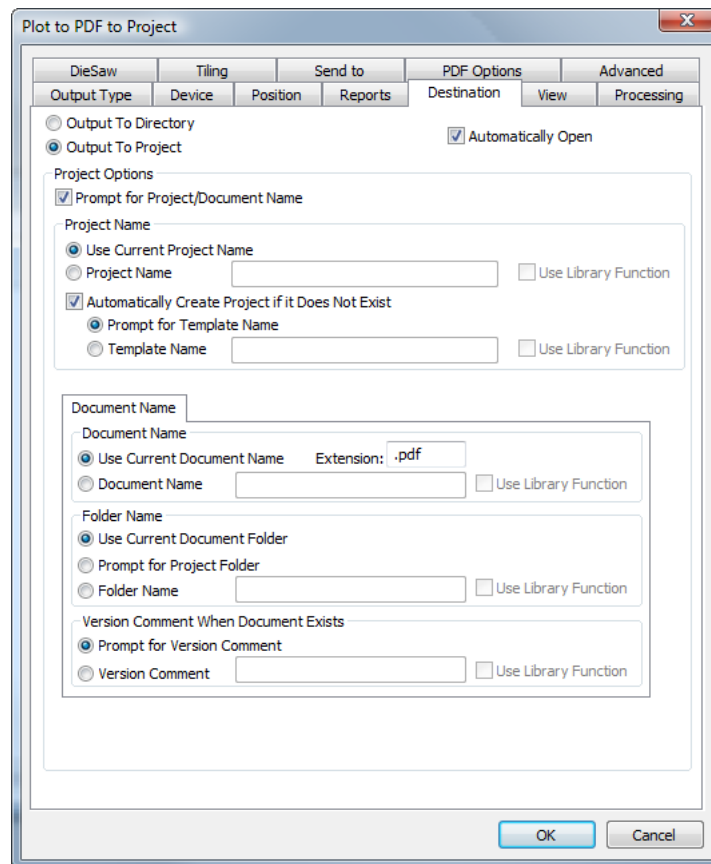 Plot to PDF to Project
DieSaw Tiling Send to PDF Options Advanced
Output Type Device Position Reports Destination View Processing
Output To Directory
Automatically Open
Output To Project
Project Options
Prompt for Project/Document Name
Project Name
Use Current Project Name
Project Name Use Library Function
Automatically Create Project if it Does Not Exist
Prompt for Template Name
Template Name Use Library Function
Document Name
Document Name
Use Current Document Name Extension: .pdf
Document Name Use Library Function
Folder Name
Use Current Document Folder
Prompt for Project Folder
Folder Name Use Library Function
Version Comment When Document Exists
Prompt for Version Comment
Version Comment Use Library Function
OK Cancel